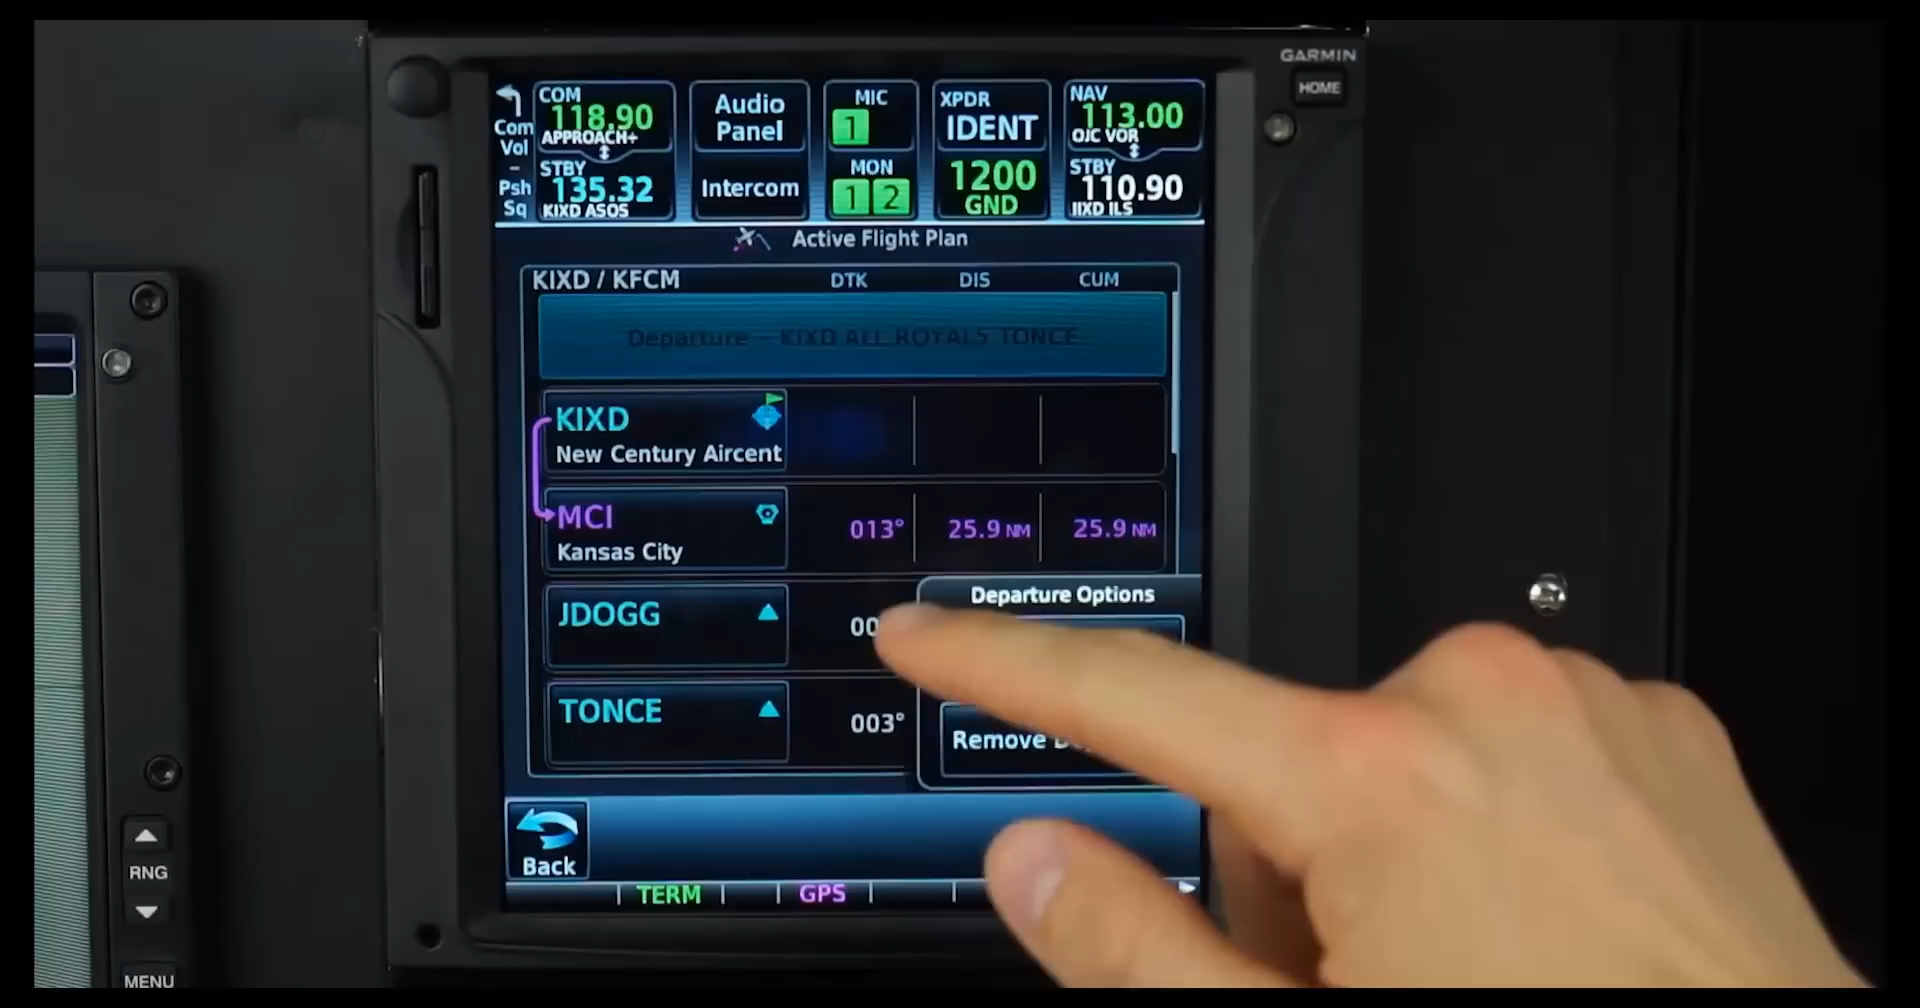 GARMIN
HOME
COM
118.90
APPROACH+
STBY
135.32
KIXD ASOS
Com
Vol
-
Psh
Sq
Audio
Panel
Intercom
MIC
1
MON
1 2
XPDR
IDENT
1200
GND
NAV
113.00
OJC VOR
STBY
110.90
IIXD ILS
Active Flight Plan
KIXD / KFCM DTK DIS CUM
Departure – KIXD ALL ROYALS TONCE
KIXD
New Century Aircent
MCI 013° 25.9 NM 25.9 NM
Kansas City
JDOGG
TONCE 003°
Departure Options
Remove
Back
TERM GPS
RNG
MENU